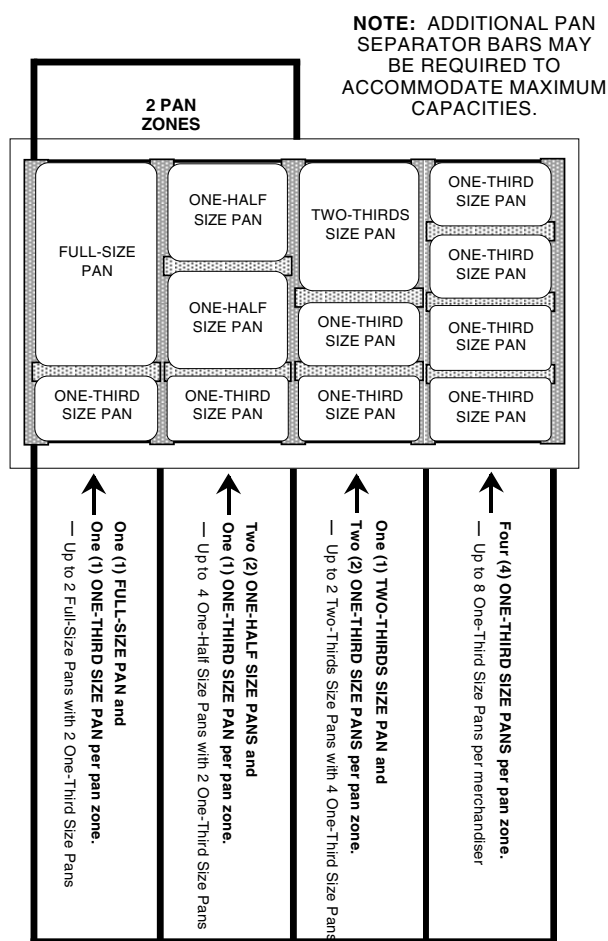 NOTE: ADDITIONAL PAN
SEPARATOR BARS MAY
BE REQUIRED TO
ACCOMMODATE MAXIMUM
CAPACITIES.
2 PAN
ZONES
FULL-SIZE
PAN
ONE-THIRD
SIZE PAN
ONE-HALF
SIZE PAN
ONE-HALF
SIZE PAN
ONE-THIRD
SIZE PAN
TWO-THIRDS
SIZE PAN
ONE-THIRD
SIZE PAN
ONE-THIRD
SIZE PAN
ONE-THIRD
SIZE PAN
ONE-THIRD
SIZE PAN
ONE-THIRD
SIZE PAN
ONE-THIRD
SIZE PAN
One (1) FULL-SIZE PAN and
One (1) ONE-THIRD SIZE PAN per pan zone.
— Up to 2 Full-Size Pans with 2 One-Third Size Pans
Two (2) ONE-HALF SIZE PANS and
One (1) ONE-THIRD SIZE PAN per pan zone.
— Up to 4 One-Half Size Pans with 2 One-Third Size Pans
One (1) TWO-THIRDS SIZE PAN and
Two (2) ONE-THIRD SIZE PANS per pan zone.
— Up to 2 Two-Thirds Size Pans with 4 One-Third Size Pans
Four (4) ONE-THIRD SIZE PANS per pan zone.
— Up to 8 One-Third Size Pans per merchandiser